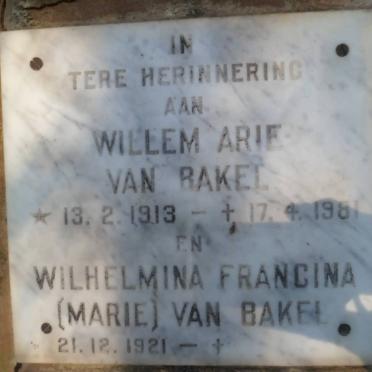 IN
TERE HERINNERING
AAN
WILLEM ARIE
VAN BAKEL
★ 13. 2. 1913 – ✝ 17. 4. 1981
EN
WILHELMINA FRANCINA
(MARIE) VAN BAKEL
★ 21. 12. 1921 – ✝